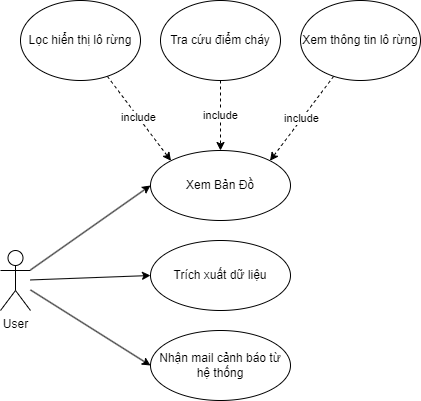 Lọc hiển thị lô rừng
Tra cứu điểm cháy
Xem thông tin lô rừng
include
include
include
Xem Bản Đồ
Trích xuất dữ liệu
User
Nhận mail cảnh báo từ
hệ thống